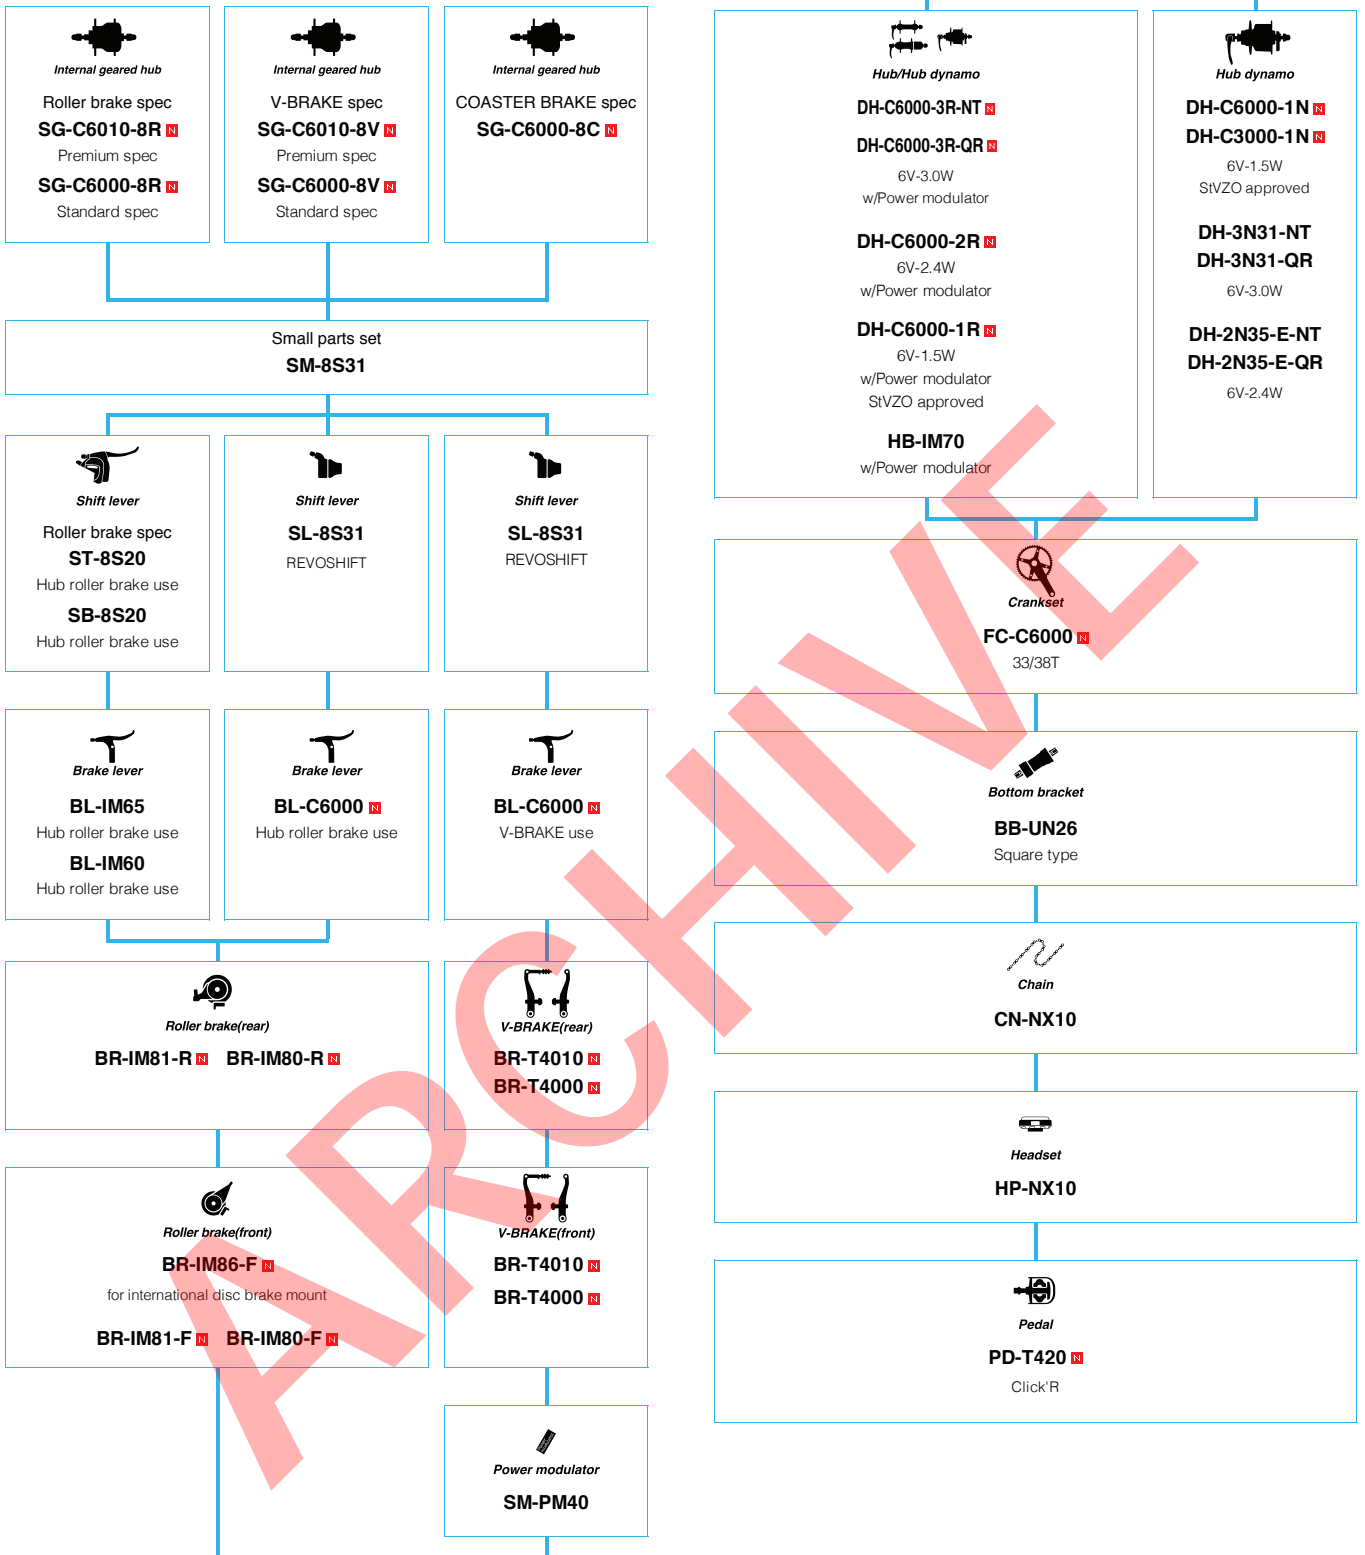 Internal geared hub
Roller brake spec
SG-C6010-8R N
Premium spec
SG-C6000-8R N
Standard spec
Internal geared hub
V-BRAKE spec
SG-C6010-8V N
Premium spec
SG-C6000-8V N
Standard spec
Internal geared hub
COASTER BRAKE spec
SG-C6000-8C N
Small parts set
SM-8S31
Shift lever
Roller brake spec
ST-8S20
Hub roller brake use
SB-8S20
Hub roller brake use
Shift lever
SL-8S31
REVOSHIFT
Shift lever
SL-8S31
REVOSHIFT
Brake lever
BL-IM65
Hub roller brake use
BL-IM60
Hub roller brake use
Brake lever
BL-C6000 N
Hub roller brake use
Brake lever
BL-C6000 N
V-BRAKE use
Roller brake(rear)
BR-IM81-R N BR-IM80-R N
V-BRAKE(rear)
BR-T4010 N
BR-T4000 N
Roller brake(front)
BR-IM86-F N
for international disc brake mount
BR-IM81-F N BR-IM80-F N
V-BRAKE(front)
BR-T4010 N
BR-T4000 N
Power modulator
SM-PM40
Hub/Hub dynamo
DH-C6000-3R-NT N
DH-C6000-3R-QR N
6V-3.0W
w/Power modulator
DH-C6000-2R N
6V-2.4W
w/Power modulator
DH-C6000-1R N
6V-1.5W
w/Power modulator
StVZO approved
HB-IM70
w/Power modulator
Hub dynamo
DH-C6000-1N N
DH-C3000-1N N
6V-1.5W
StVZO approved
DH-3N31-NT
DH-3N31-QR
6V-3.0W
DH-2N35-E-NT
DH-2N35-E-QR
6V-2.4W
Crankset
FC-C6000 N
33/38T
Bottom bracket
BB-UN26
Square type
Chain
CN-NX10
Headset
HP-NX10
Pedal
PD-T420 N
Click'R
ARCHIVE